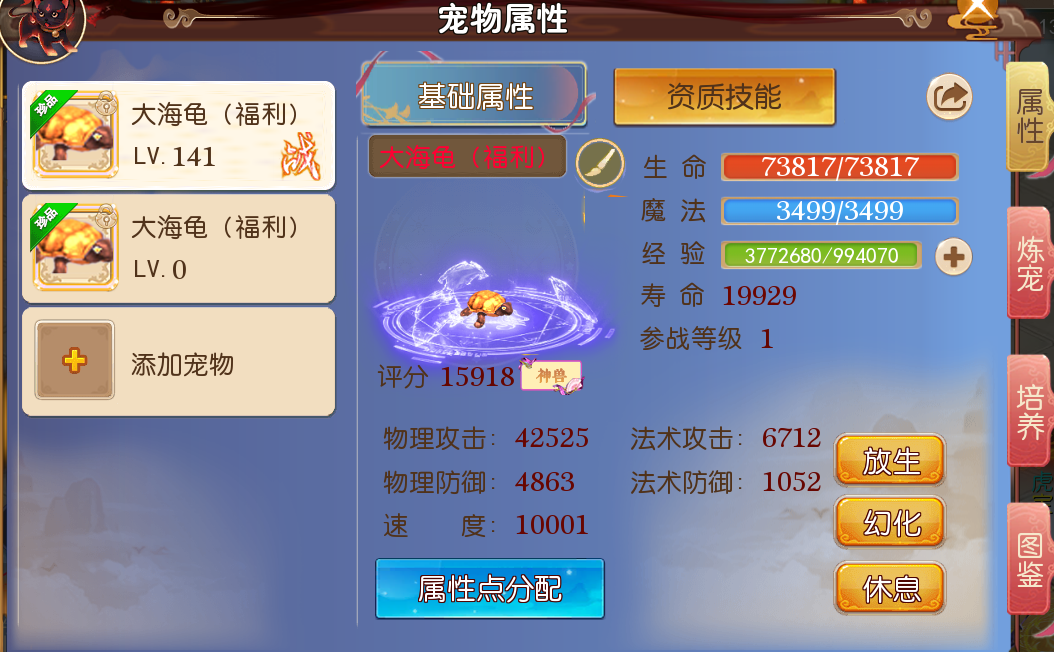 宠物属性
珍品
大海龟（福利）
LV. 141
战
珍品
大海龟（福利）
LV. 0
添加宠物
基础属性
资质技能
大海龟（福利）
生 命 73817/73817
魔 法 3499/3499
经 验 3772680/994070
寿 命 19929
参战等级 1
评分 15918 神兽
物理攻击: 42525 法术攻击: 6712
物理防御: 4863 法术防御: 1052
速 度: 10001
属性点分配
放生
幻化
休息
属性
炼宠
培养
图鉴